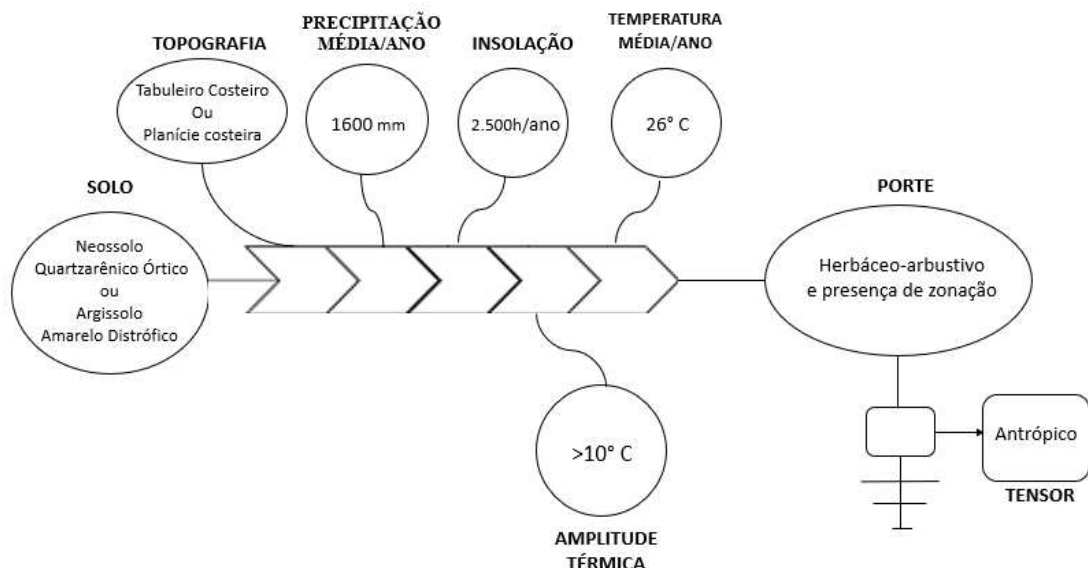 TOPOGRAFIA
Tabuleiro Costeiro
Ou
Planície costeira
PRECIPITAÇÃO
MÉDIA/ANO
1600 mm
INSOLAÇÃO
2.500h/ano
TEMPERATURA
MÉDIA/ANO
26° C
SOLO
Neossolo
Quartzarênico Órtico
ou
Argissolo
Amarelo Distrófico
PORTE
Herbáceo-arbustivo
e presença de zonação
>10° C
AMPLITUDE
TÉRMICA
Antrópico
TENSOR